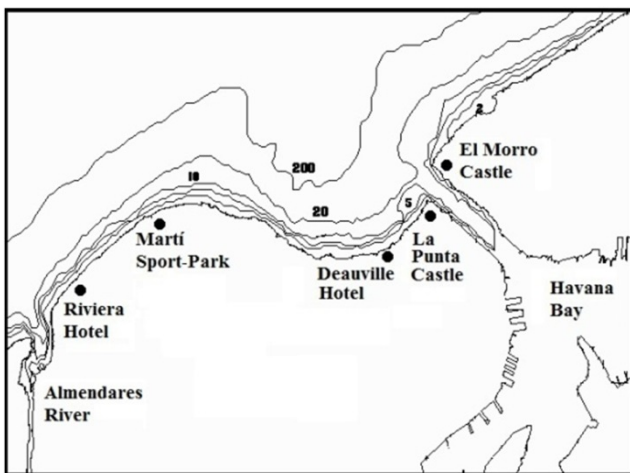 2
El Morro
Castle
200
10
20
5
Martí
Sport-Park
La
Punta
Castle
Deauville
Hotel
Havana
Bay
Riviera
Hotel
Almendares
River